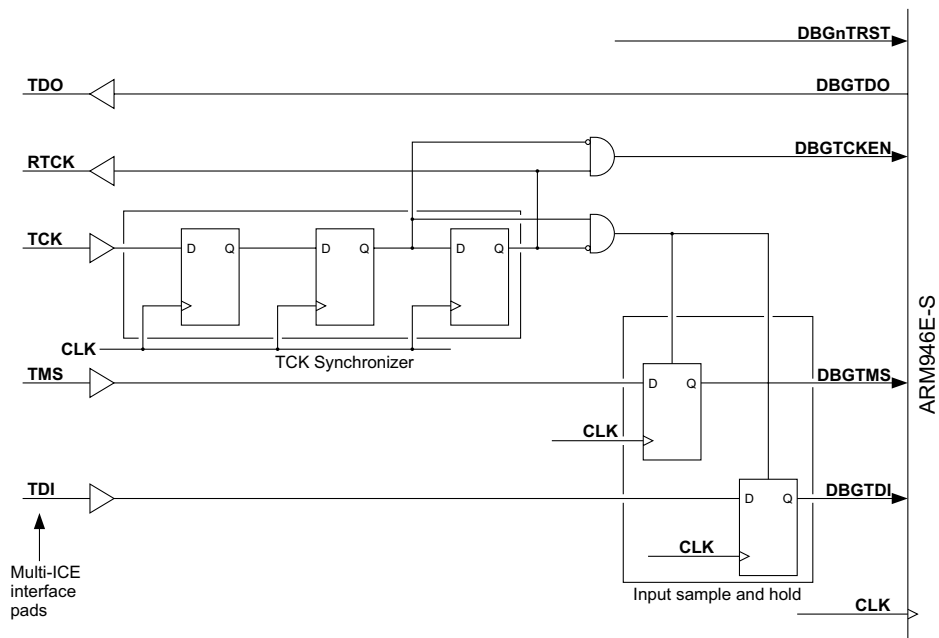 DBGnTRST
TDO
DBGTDO
RTCK
DBGTCKEN
TCK
D Q
D Q
D Q
CLK
TCK Synchronizer
ARM946E-S
TMS
D Q
DBGTMS
CLK
TDI
D Q
DBGTDI
CLK
Multi-ICE
interface
pads
Input sample and hold
CLK